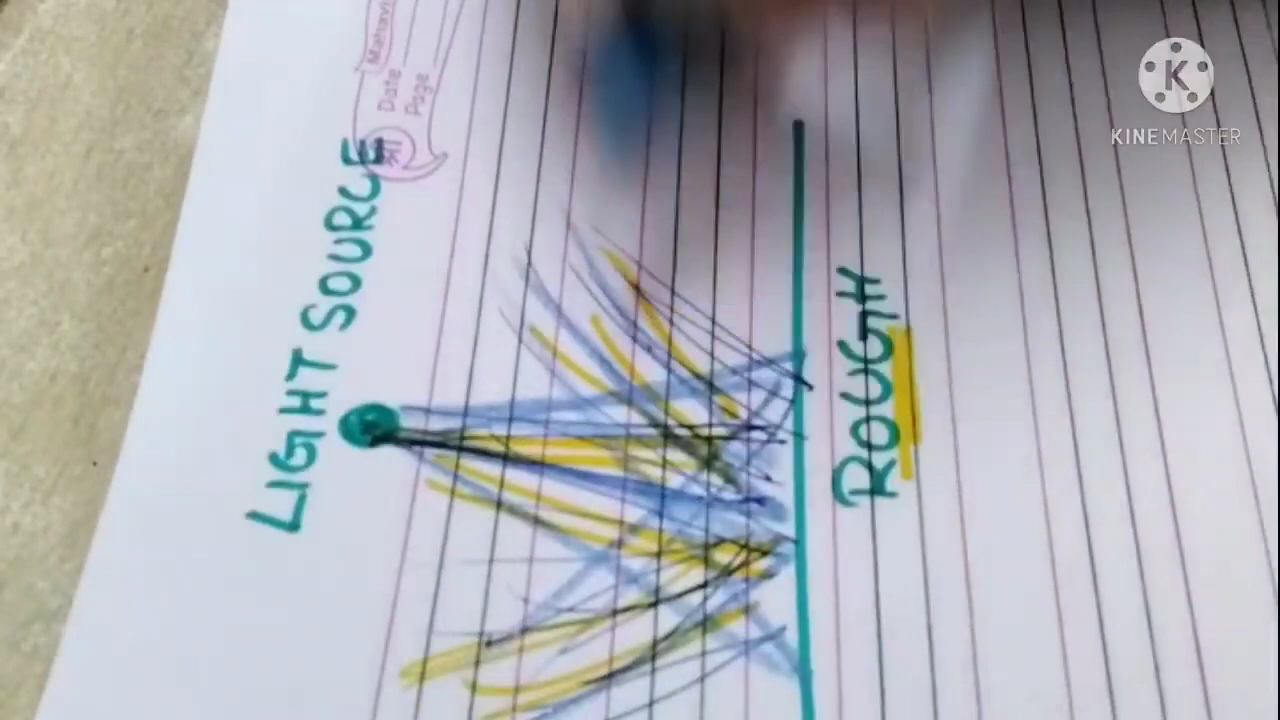 LIGHT SOURCE
ROUGH
श्री
Date
Page
K
KINEMASTER